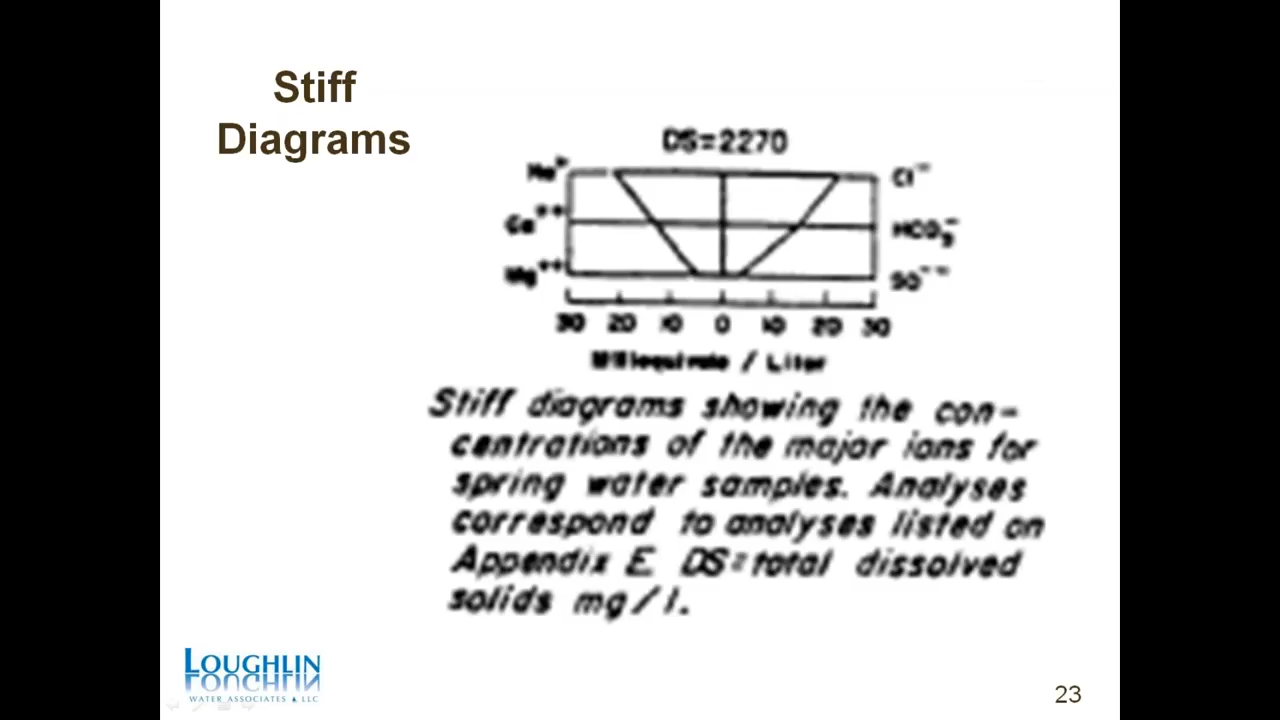 Stiff
Diagrams
DS=2270
Na+ Cl-
Ca++ HCO3-
Mg++ SO--
30 20 10 0 10 20 30
/ Liter
Stiff diagrams showing the con-
centrations of the major ions for
spring water samples. Analyses
correspond to analyses listed on
Appendix E. DS=total dissolved
solids mg/l.
LOUGHLIN
WATER ASSOCIATES LLC
23